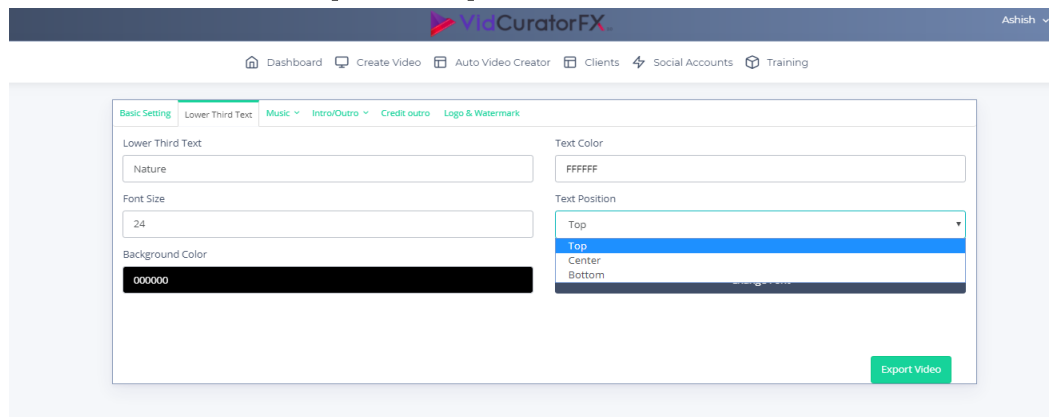 VidCuratorFX
Ashish
Dashboard Create Video Auto Video Creator Clients Social Accounts Training
Basic Setting Lower Third Text Music Intro/Outro Credit outro Logo & Watermark
Lower Third Text
Text Color
Nature
FFFFFF
Font Size
Text Position
24
Top
Background Color
Top
Center
Bottom
000000
Export Video